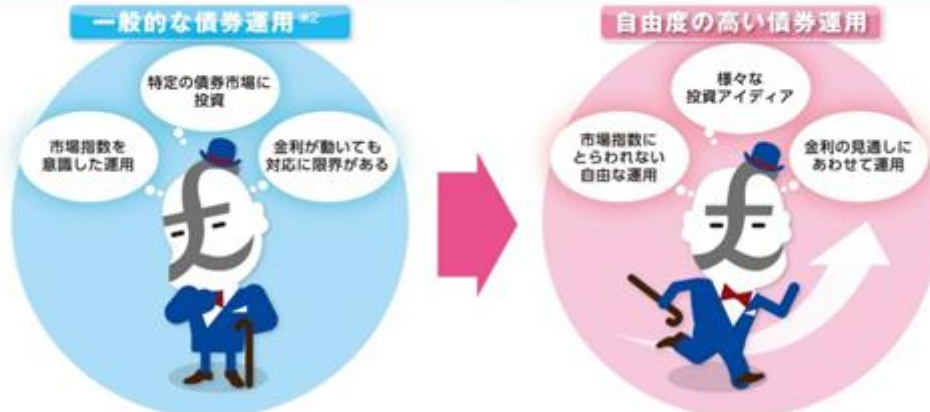 一般的な債券運用※2
特定の債券市場に
投資
市場指数を
意識した運用
金利が動いても
対応に限界がある
自由度の高い債券運用
様々な
投資アイディア
市場指数に
とらわれない
自由な運用
金利の見通しに
あわせて運用
£
£